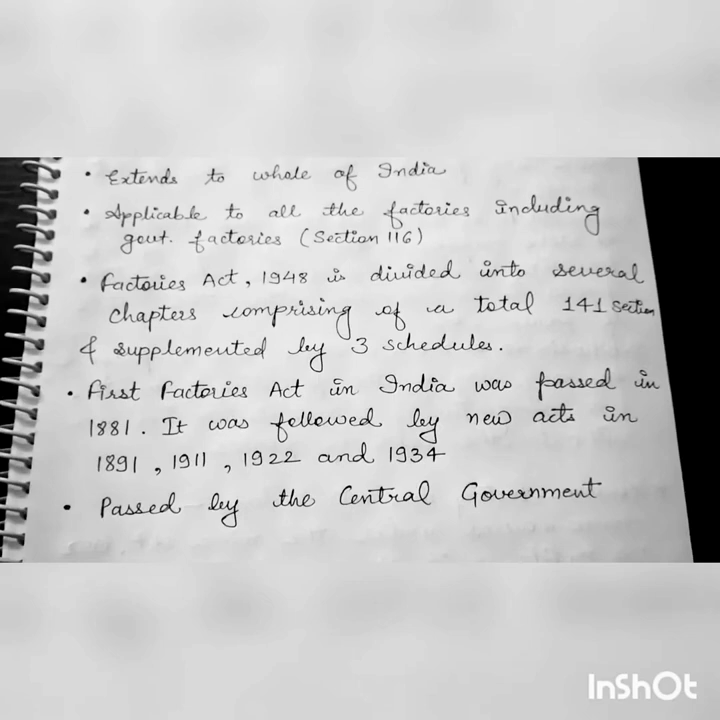 • Extends to whole of India
• Applicable to all the factories including
govt. factories (Section 116)
• Factories Act, 1948 is divided into several
chapters comprising of a total 141 section
& supplemented by 3 schedules.
• First Factories Act in India was passed in
1881. It was followed by new acts in
1891, 1911, 1922 and 1934
• Passed by the Central Government
InShOt